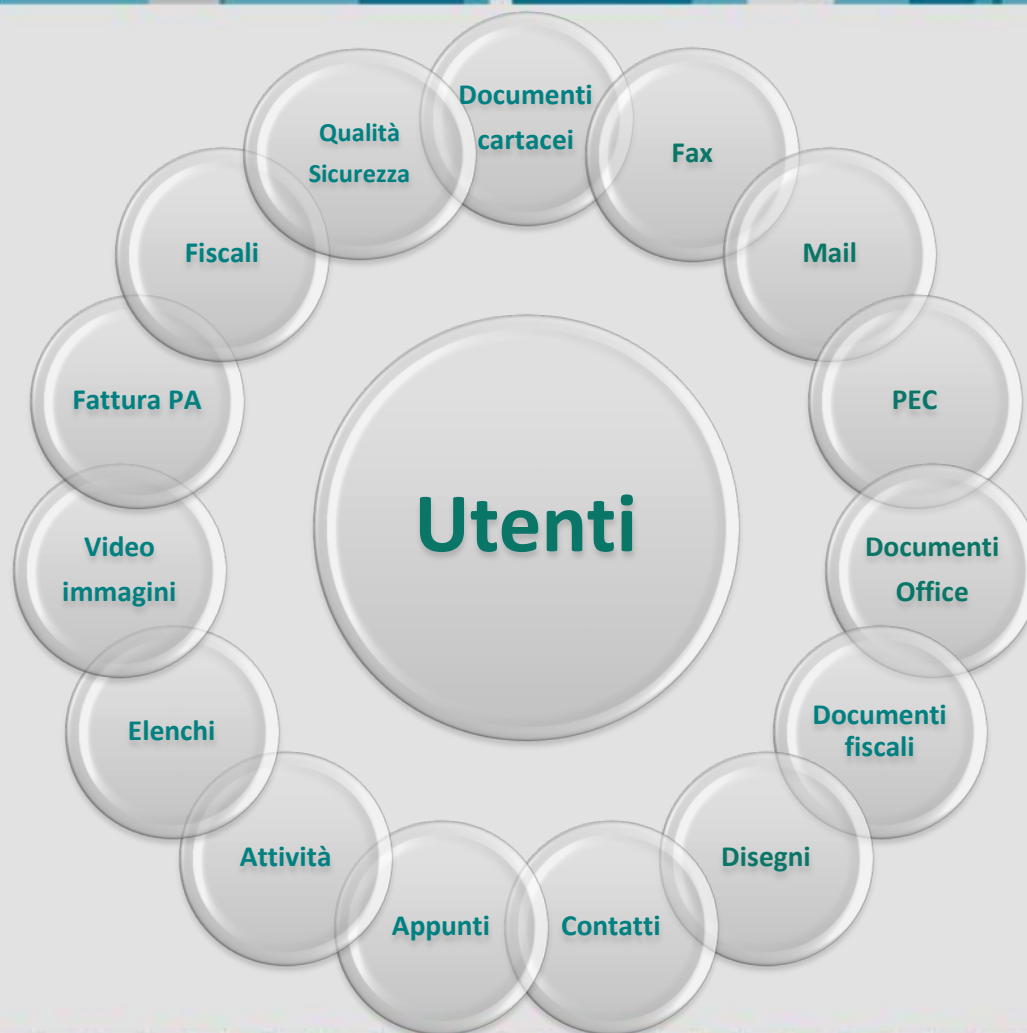 Documenti
cartacei
Fax
Mail
PEC
Documenti
Office
Documenti
fiscali
Disegni
Contatti
Appunti
Attività
Elenchi
Video
immagini
Fattura PA
Fiscali
Qualità
Sicurezza
Utenti